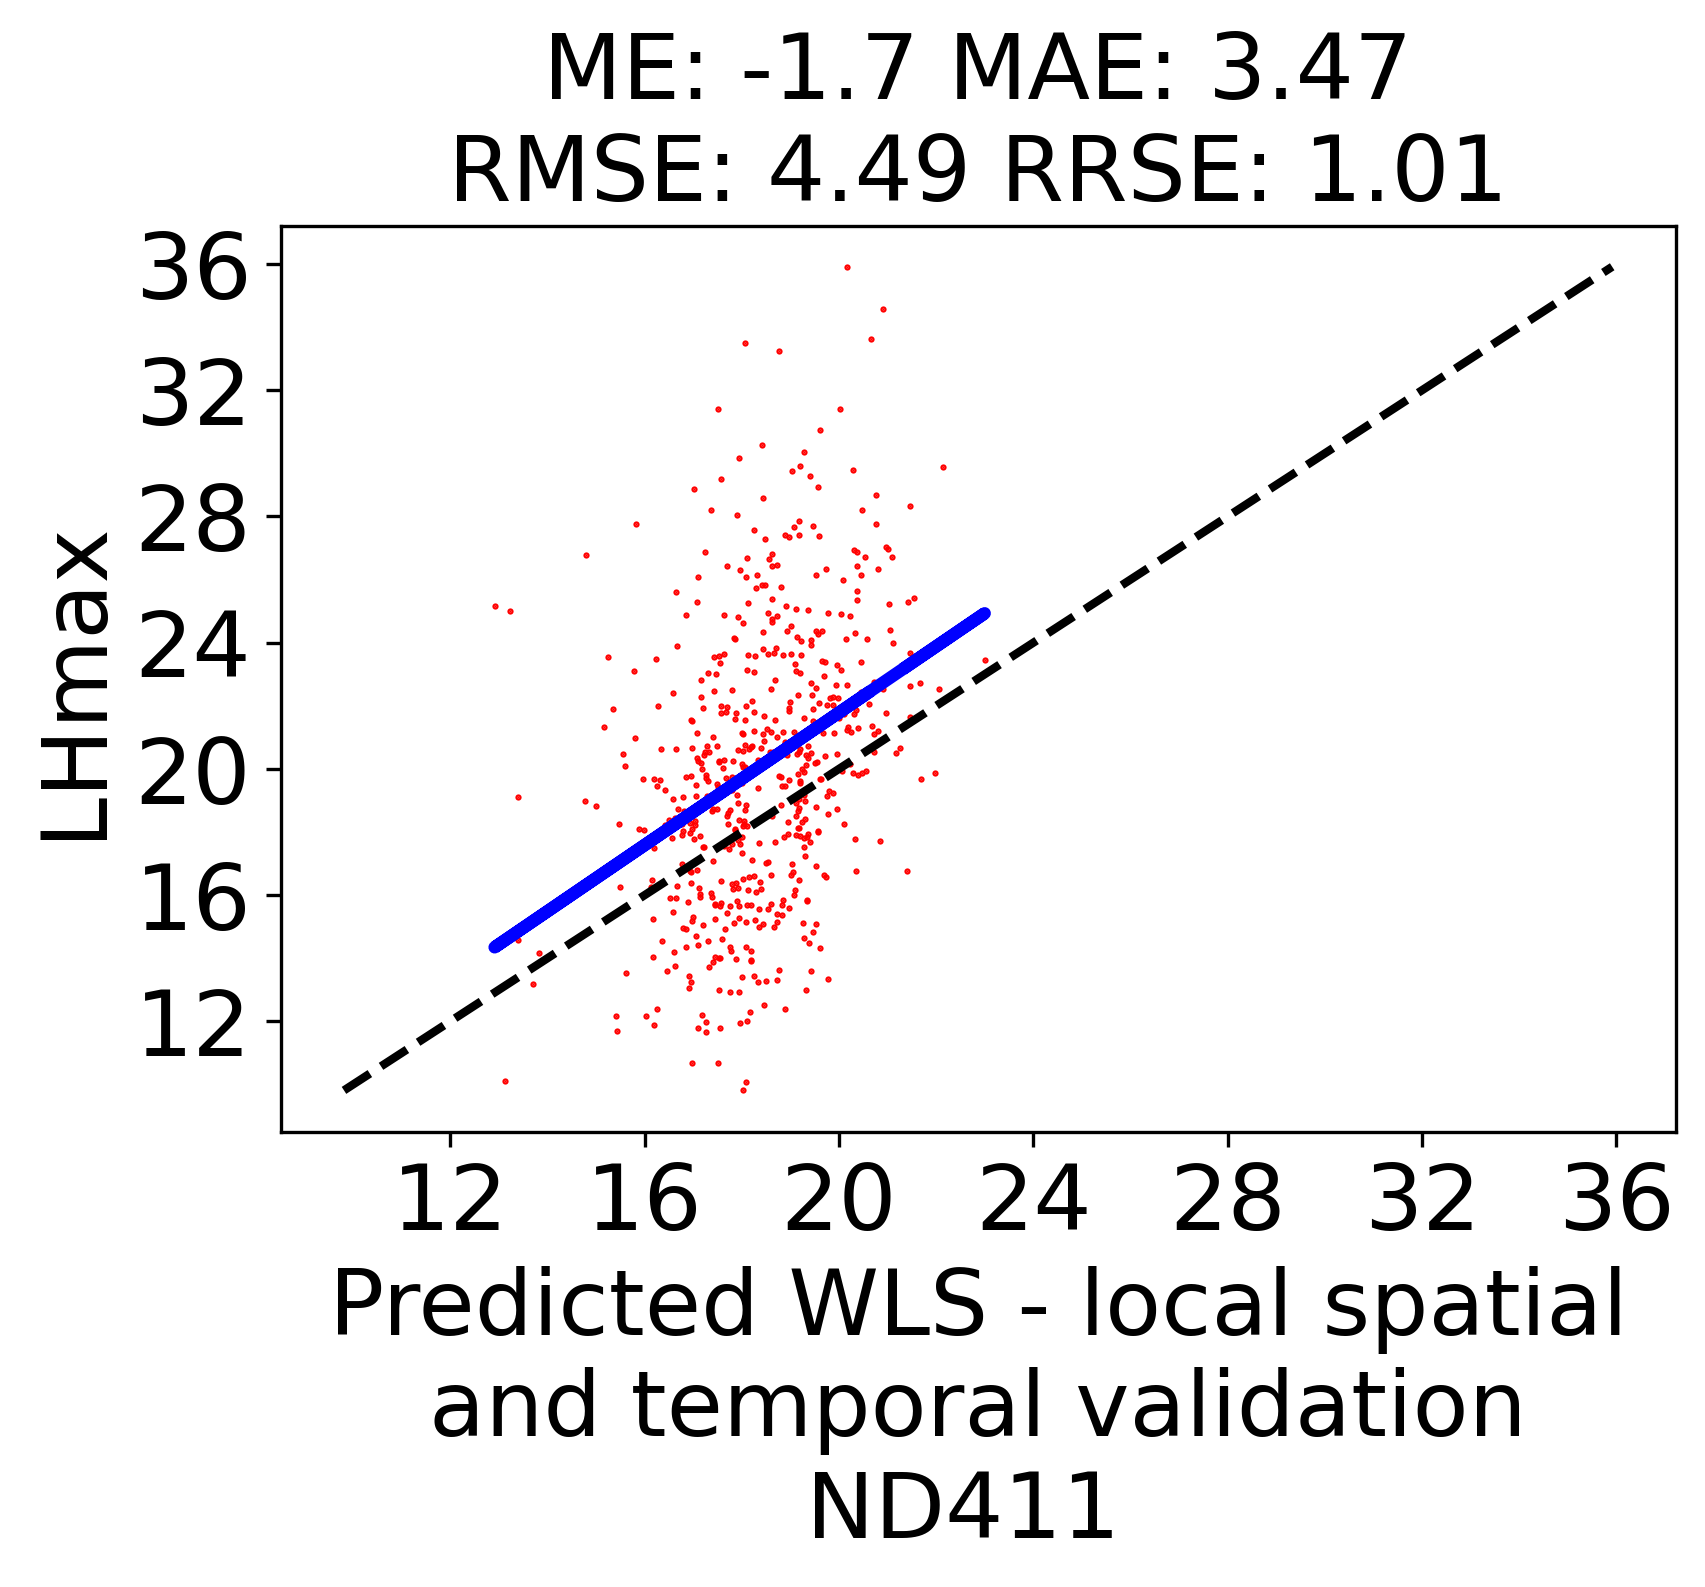 ME: -1.7 MAE: 3.47
RMSE: 4.49 RRSE: 1.01
36
32
28
24
20
16
12
LHmax
12 16 20 24 28 32 36
Predicted WLS - local spatial
and temporal validation
ND411